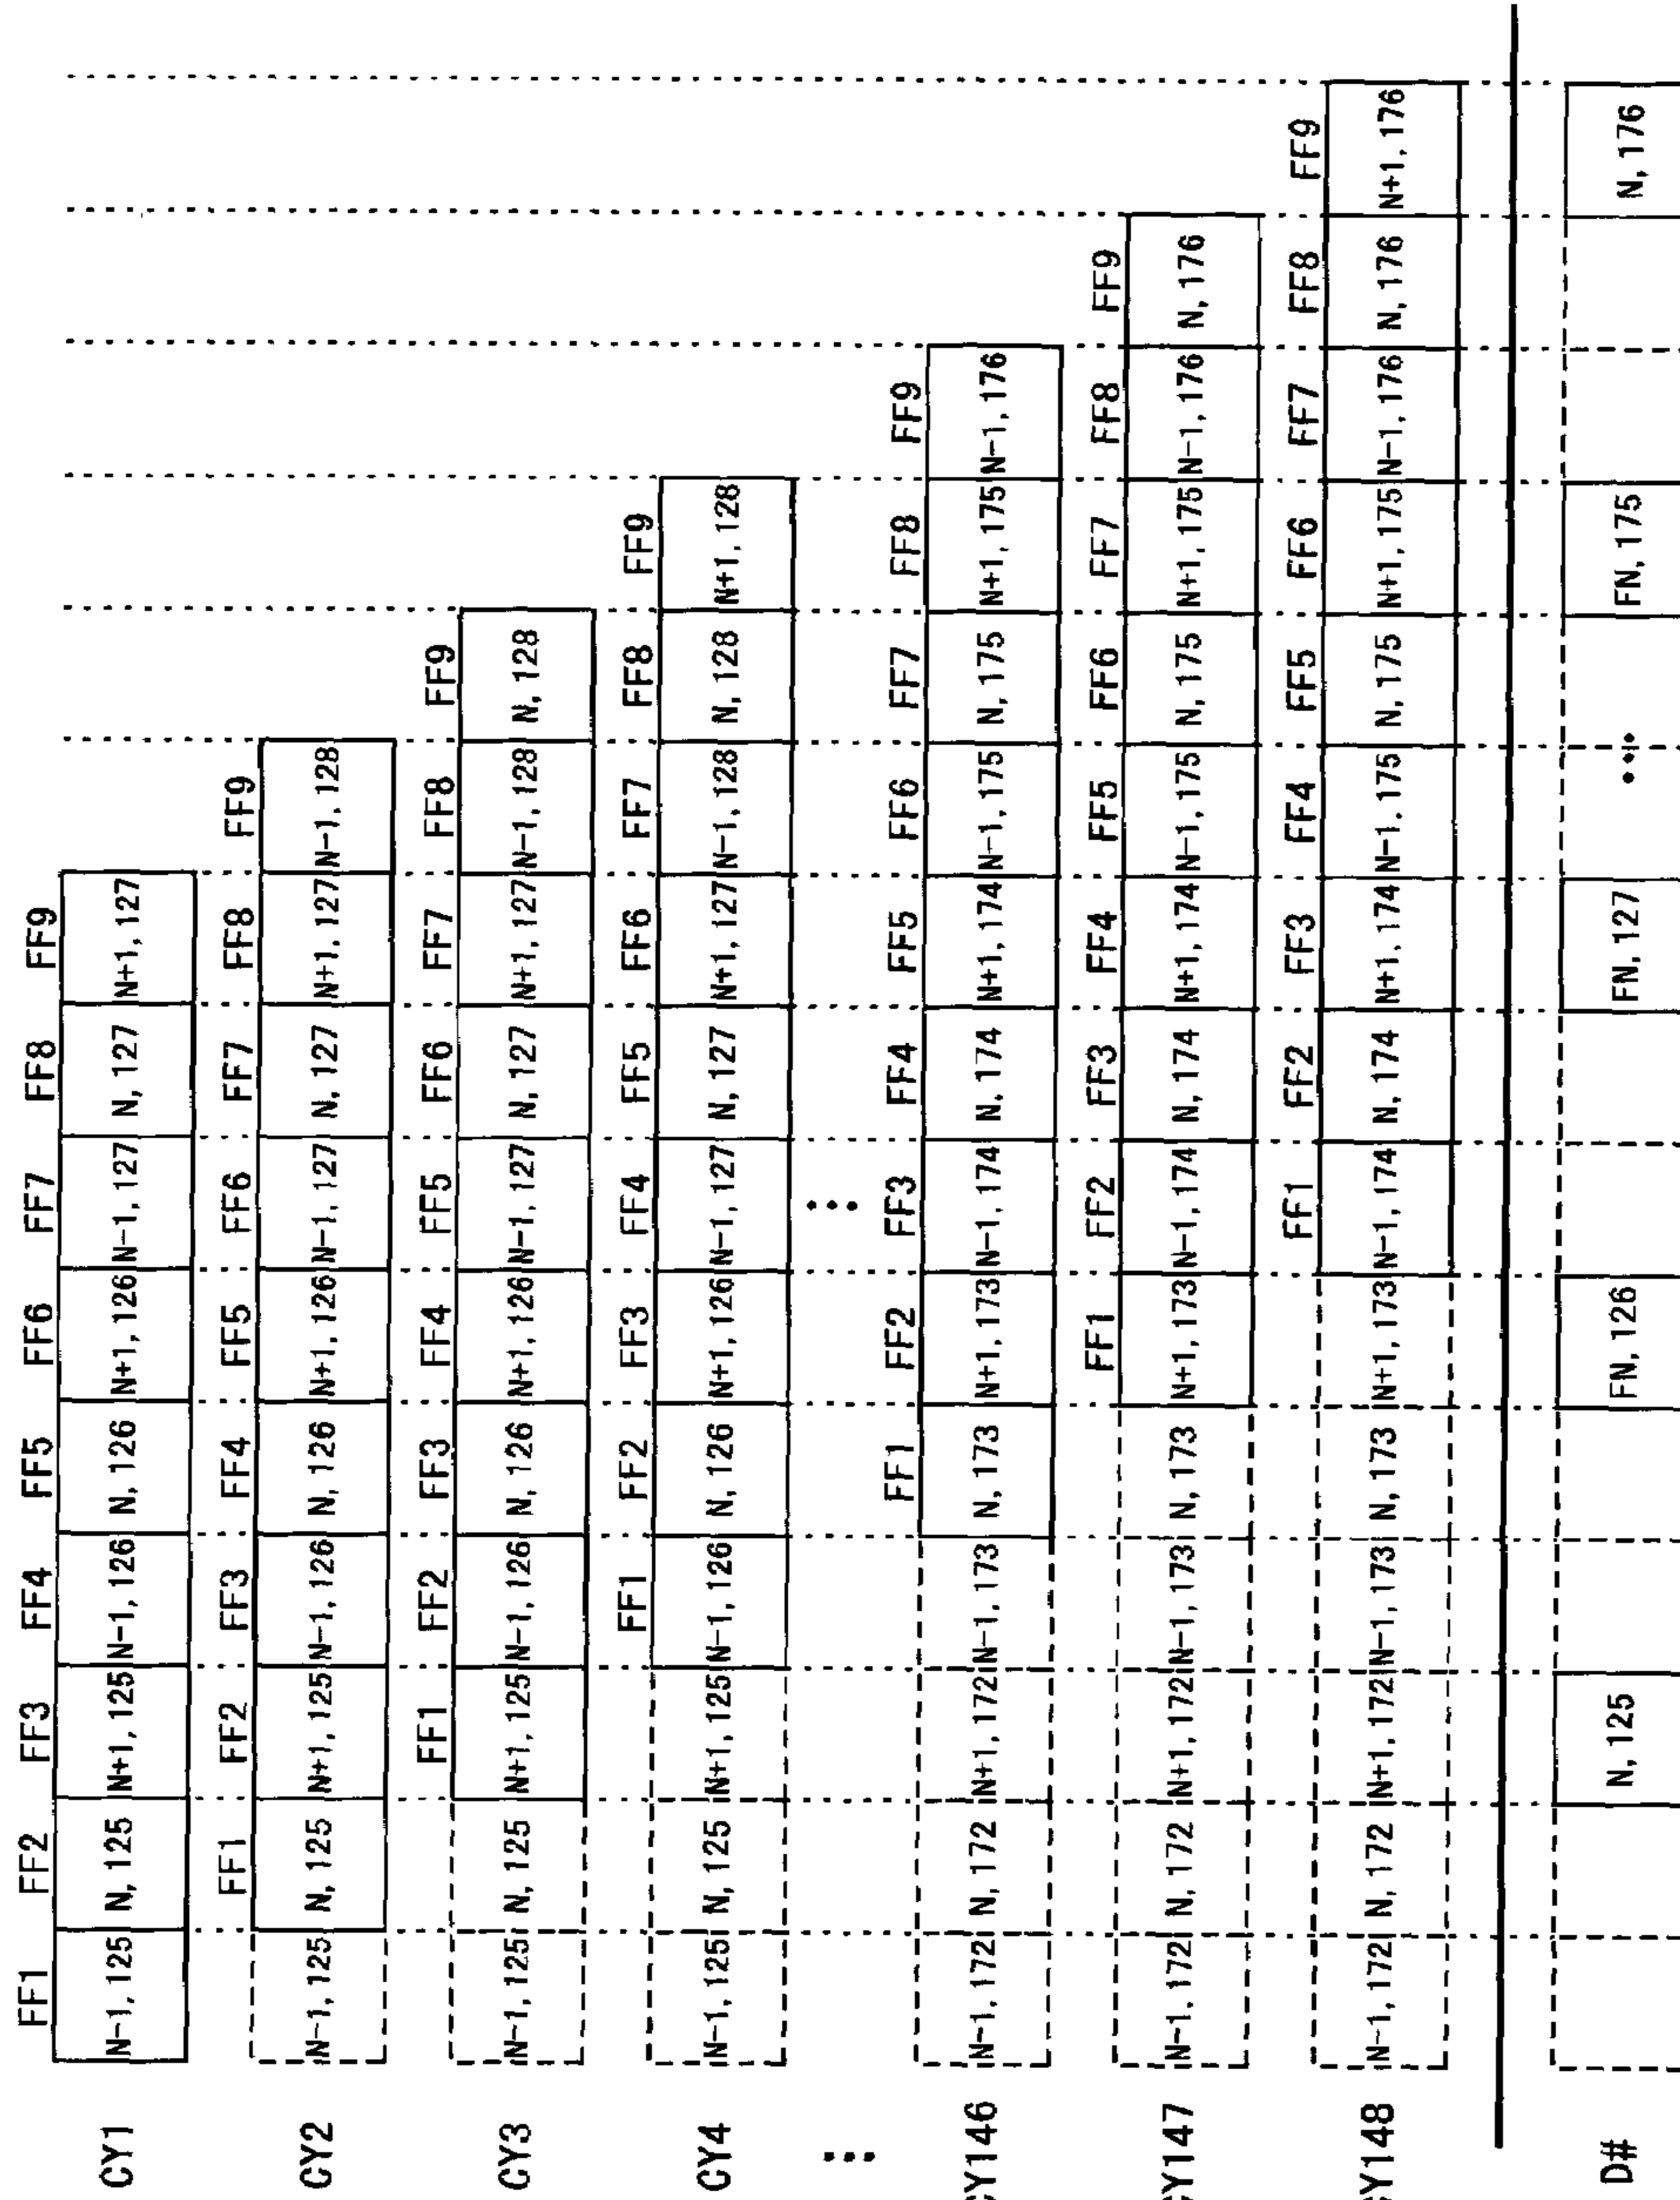 FF1 FF2 FF3 FF4 FF5 FF6 FF7 FF8 FF9
CY1 N-1, 125 N, 125 N+1, 125 N-1, 126 N, 126 N+1, 126 N-1, 127 N, 127 N+1, 127
FF1 FF2 FF3 FF4 FF5 FF6 FF7 FF8 FF9
CY2 N-1, 125 N, 125 N+1, 125 N-1, 126 N, 126 N+1, 126 N-1, 127 N, 127 N+1, 127 N-1, 128
FF1 FF2 FF3 FF4 FF5 FF6 FF7 FF8 FF9
CY3 N-1, 125 N, 125 N+1, 125 N-1, 126 N, 126 N+1, 126 N-1, 127 N, 127 N+1, 127 N-1, 128 N, 128
FF1 FF2 FF3 FF4 FF5 FF6 FF7 FF8 FF9
CY4 N-1, 125 N, 125 N+1, 125 N-1, 126 N, 126 N+1, 126 N-1, 127 N, 127 N+1, 127 N-1, 128 N, 128 N+1, 128
... ...
FF1 FF2 FF3 FF4 FF5 FF6 FF7 FF8 FF9
CY146 N-1, 172 N, 172 N+1, 172 N-1, 173 N, 173 N+1, 173 N-1, 174 N, 174 N+1, 174 N-1, 175 N, 175 N+1, 175 N-1, 176
FF1 FF2 FF3 FF4 FF5 FF6 FF7 FF8 FF9
CY147 N-1, 172 N, 172 N+1, 172 N-1, 173 N, 173 N+1, 173 N-1, 174 N, 174 N+1, 174 N-1, 175 N, 175 N+1, 175 N-1, 176 N, 176
FF1 FF2 FF3 FF4 FF5 FF6 FF7 FF8 FF9
CY148 N-1, 172 N, 172 N+1, 172 N-1, 173 N, 173 N+1, 173 N-1, 174 N, 174 N+1, 174 N-1, 175 N, 175 N+1, 175 N-1, 176 N, 176 N+1, 176
D# N, 125 FN, 126 FN, 127 ... FN, 175 N, 176